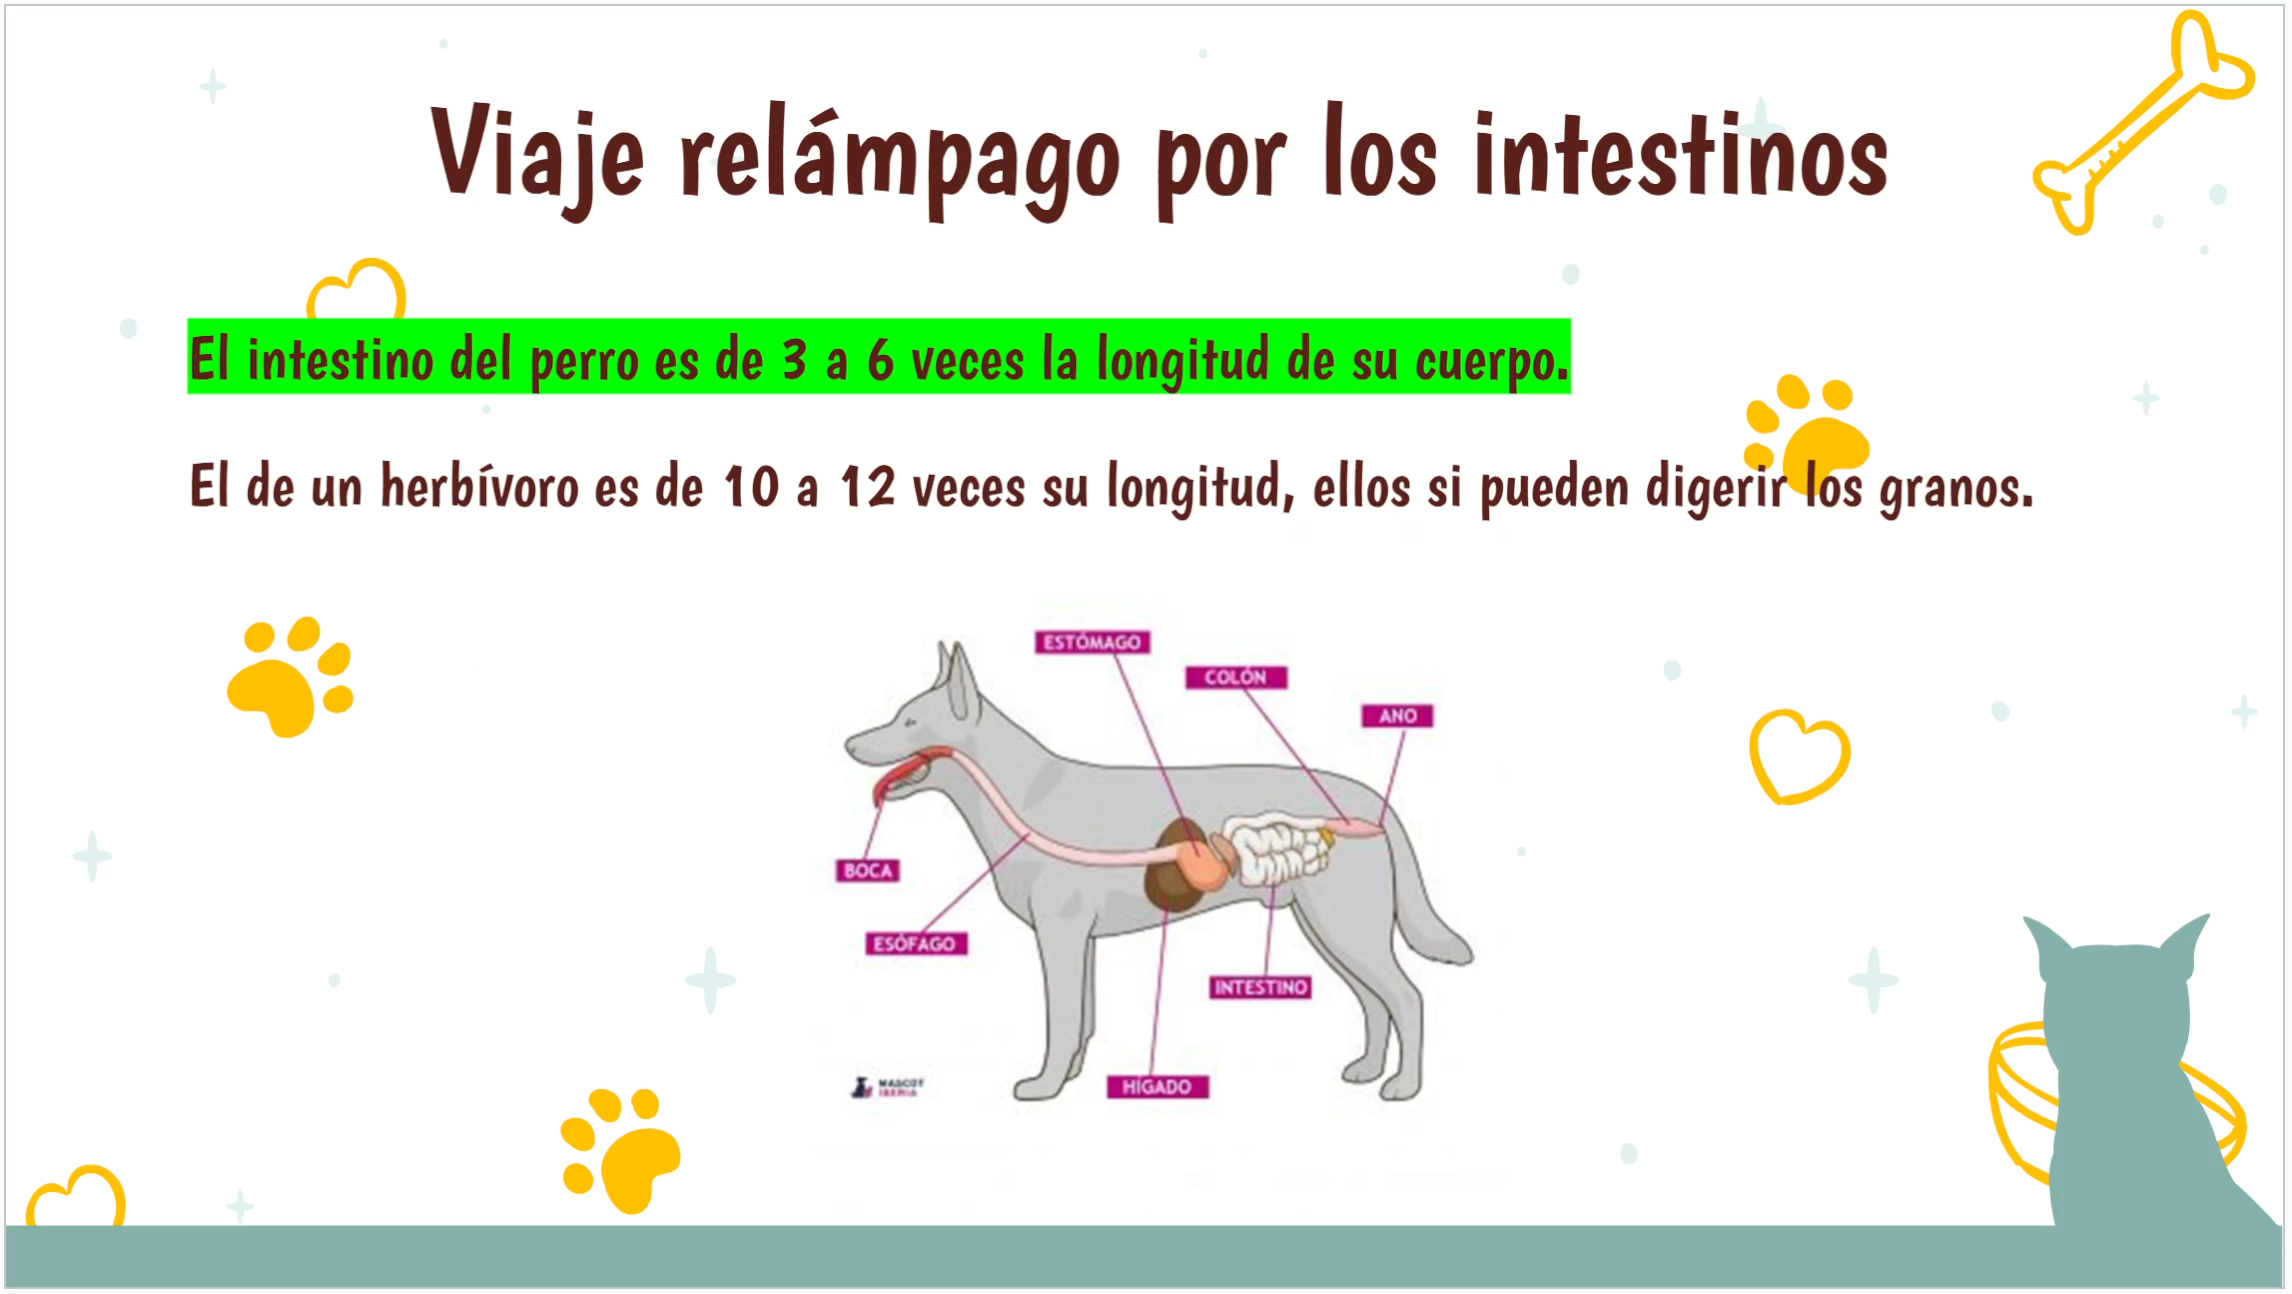 Viaje relámpago por los intestinos
El intestino del perro es de 3 a 6 veces la longitud de su cuerpo.
El de un herbívoro es de 10 a 12 veces su longitud, ellos si pueden digerir los granos.
ESTÓMAGO
COLÓN
ANO
BOCA
ESÓFAGO
INTESTINO
HÍGADO
MASCOT
IBERIA